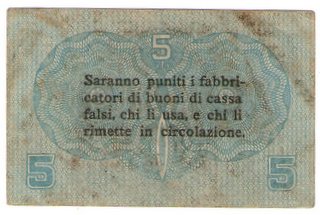 5
Saranno puniti i fabbri-
catori di buoni di cassa
falsi, chi li usa, e chi li
rimette in circolazione.
5 5